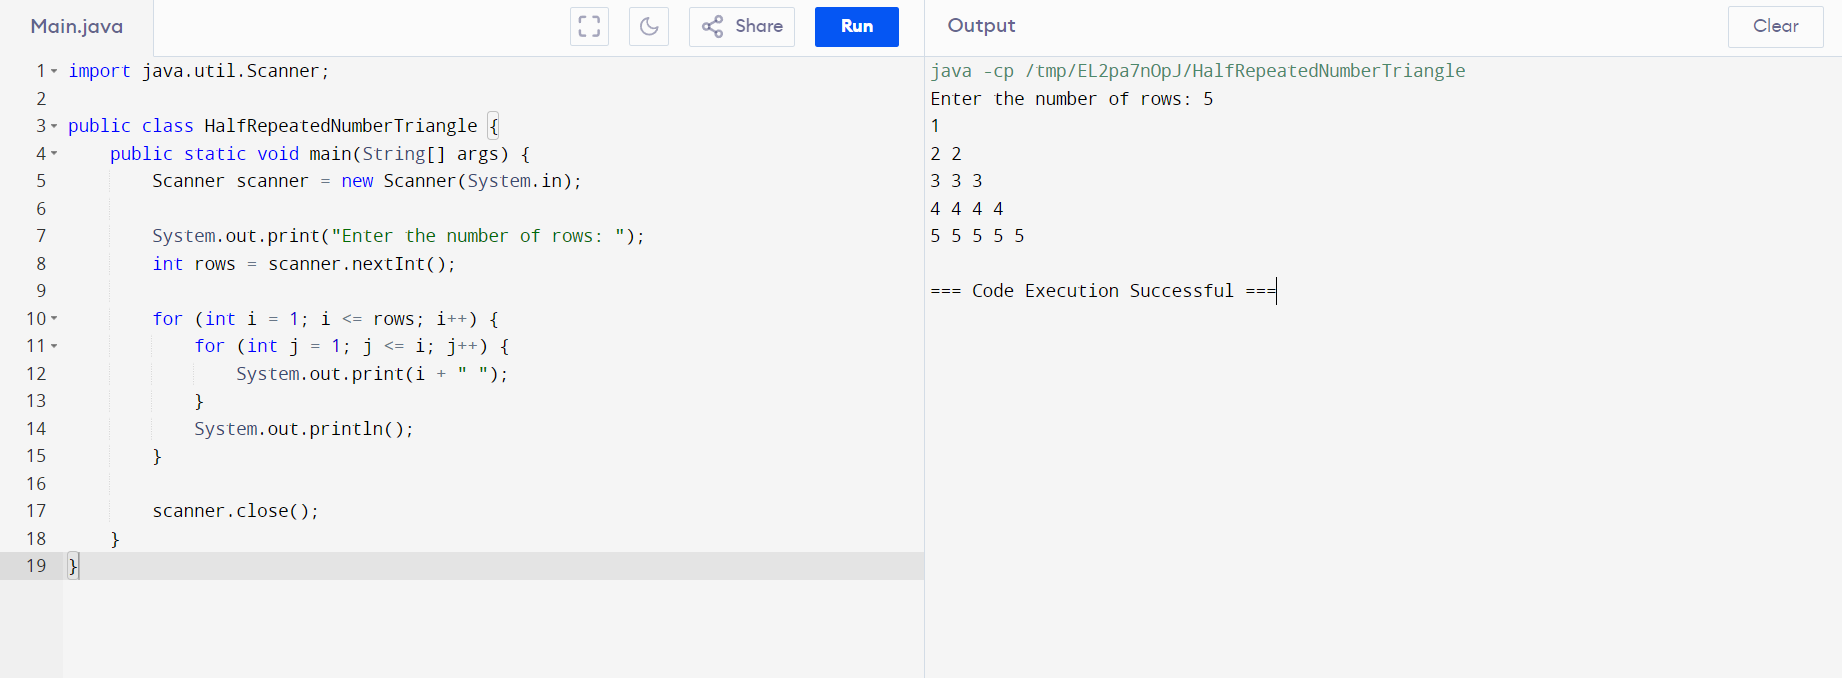 Main.java
Share
Run
Output
Clear
1 import java.util.Scanner;
2
3 public class HalfRepeatedNumberTriangle {
4     public static void main(String[] args) {
5         Scanner scanner = new Scanner(System.in);
6
7         System.out.print("Enter the number of rows: ");
8         int rows = scanner.nextInt();
9
10         for (int i = 1; i <= rows; i++) {
11             for (int j = 1; j <= i; j++) {
12                 System.out.print(i + " ");
13             }
14             System.out.println();
15         }
16
17         scanner.close();
18     }
19 }
java -cp /tmp/EL2pa7nOpJ/HalfRepeatedNumberTriangle
Enter the number of rows: 5
1
2 2
3 3 3
4 4 4 4
5 5 5 5 5
=== Code Execution Successful ===